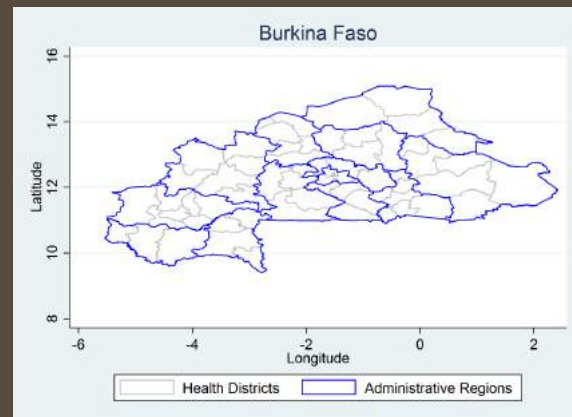 Burkina Faso
16
14
12
10
8
Latitude
-6 -4 -2 0 2
Longitude
Health Districts Administrative Regions